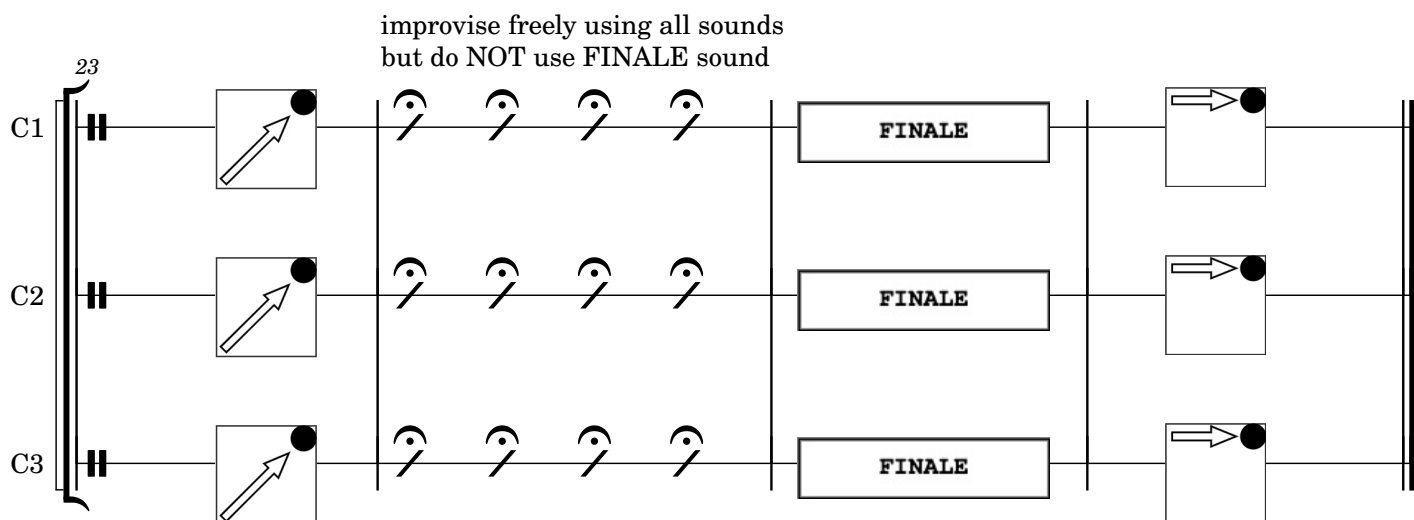 improvise freely using all sounds
but do NOT use FINALE sound
23
C1
FINALE
C2
FINALE
C3
FINALE